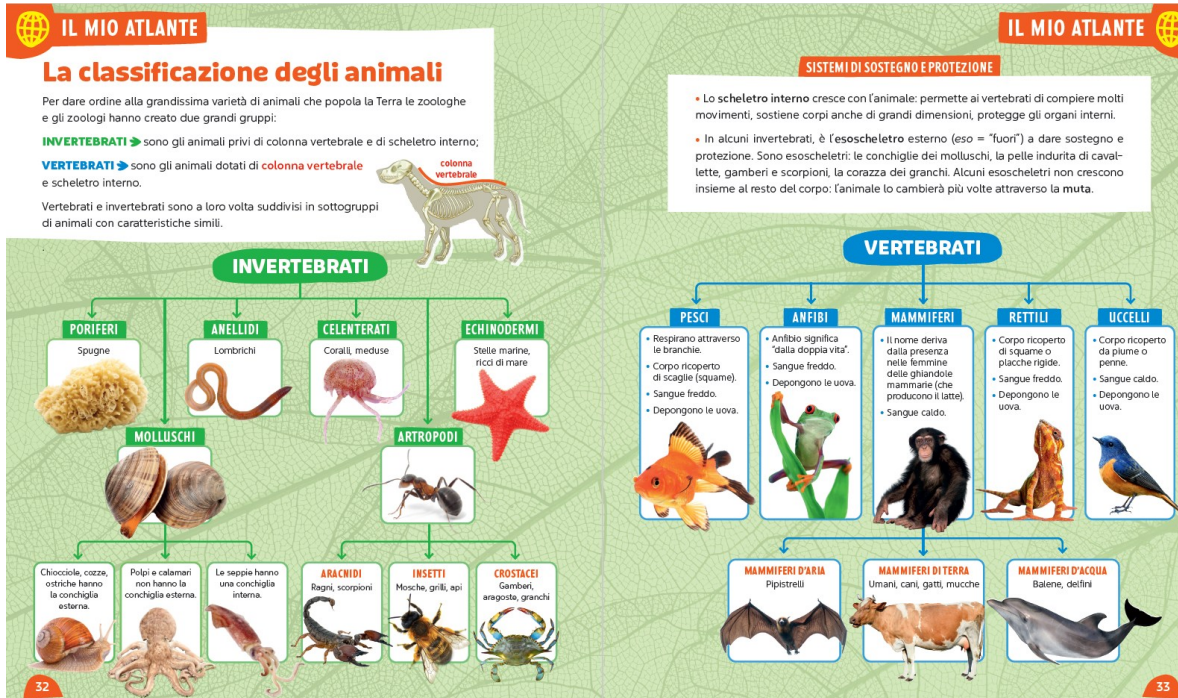 IL MIO ATLANTE
La classificazione degli animali
Per dare ordine alla grandissima varietà di animali che popola la Terra le zoologhe
e gli zoologi hanno creato due grandi gruppi:
INVERTEBRATI sono gli animali privi di colonna vertebrale e di scheletro interno;
VERTEBRATI sono gli animali dotati di colonna vertebrale
e scheletro interno.
Vertebrati e invertebrati sono a loro volta suddivisi in sottogruppi
di animali con caratteristiche simili.
colonna
vertebrale
INVERTEBRATI
PORIFERI
Spugne
ANELLIDI
Lombrichi
CELENTERATI
Coralli, meduse
ECHINODERMI
Stelle marine,
ricci di mare
MOLLUSCHI
ARTROPODI
Chiocciole, cozze,
ostriche hanno
la conchiglia
esterna.
Polpi e calamari
non hanno la
conchiglia esterna.
Le seppie hanno
una conchiglia
interna.
ARACNIDI
Ragni, scorpioni
INSETTI
Mosche, grilli, api
CROSTACEI
Gamberi,
aragoste, granchi
32
IL MIO ATLANTE
SISTEMI DI SOSTEGNO E PROTEZIONE
• Lo scheletro interno cresce con l'animale: permette ai vertebrati di compiere molti
movimenti, sostiene corpi anche di grandi dimensioni, protegge gli organi interni.
• In alcuni invertebrati, è l'esoscheletro esterno (eso = "fuori") a dare sostegno e
protezione. Sono esoscheletri: le conchiglie dei molluschi, la pelle indurita di caval-
lette, gamberi e scorpioni, la corazza dei granchi. Alcuni esoscheletri non crescono
insieme al resto del corpo: l'animale lo cambierà più volte attraverso la muta.
VERTEBRATI
PESCI
• Respirano attraverso
le branchie.
• Corpo ricoperto
di scaglie (squame).
• Sangue freddo.
• Depongono le uova.
ANFIBI
• Anfibio significa
"dalla doppia vita".
• Sangue freddo.
• Depongono le uova.
MAMMIFERI
• Il nome deriva
dalla presenza
nelle femmine
delle ghiandole
mammarie (che
producono il latte).
• Sangue caldo.
RETTILI
• Corpo ricoperto
di squame o
placche rigide.
• Sangue freddo.
• Depongono le
uova.
UCCELLI
• Corpo ricoperto
da piume o
penne.
• Sangue caldo.
• Depongono le
uova.
MAMMIFERI D'ARIA
Pipistrelli
MAMMIFERI DI TERRA
Umani, cani, gatti, mucche
MAMMIFERI D'ACQUA
Balene, delfini
33